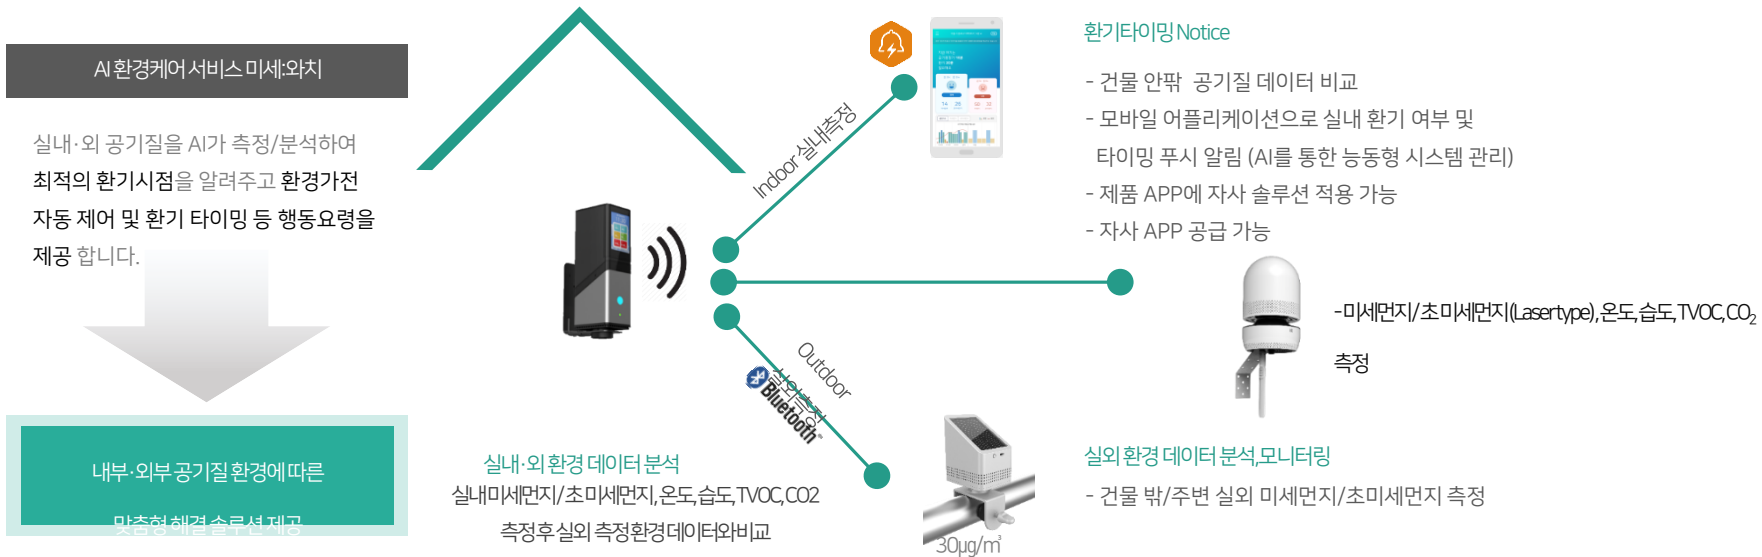 AI 환경케어 서비스 미세:와치
실내·외 공기질을 AI가 측정/분석하여
최적의 환기시점을 알려주고 환경가전
자동 제어 및 환기 타이밍 등 행동요령을
제공 합니다.
내부·외부 공기질 환경에 따른
맞춤형 해결 솔루션 제공
Indoor 실내측정
Outdoor
실외측정
Bluetooth™
실내·외 환경 데이터 분석
실내미세먼지/초미세먼지, 온도, 습도, TVOC, CO2
측정후 실외 측정환경데이터와비교
환기타이밍 Notice
- 건물 안팎 공기질 데이터 비교
- 모바일 어플리케이션으로 실내 환기 여부 및
타이밍 푸시 알림 (AI를 통한 능동형 시스템 관리)
- 제품 APP에 자사 솔루션 적용 가능
- 자사 APP 공급 가능
-미세먼지/초미세먼지(Lasertype),온도,습도,TVOC,CO₂
측정
실외 환경 데이터 분석,모니터링
- 건물 밖/주변 실외 미세먼지/초미세먼지 측정
30μg/㎥